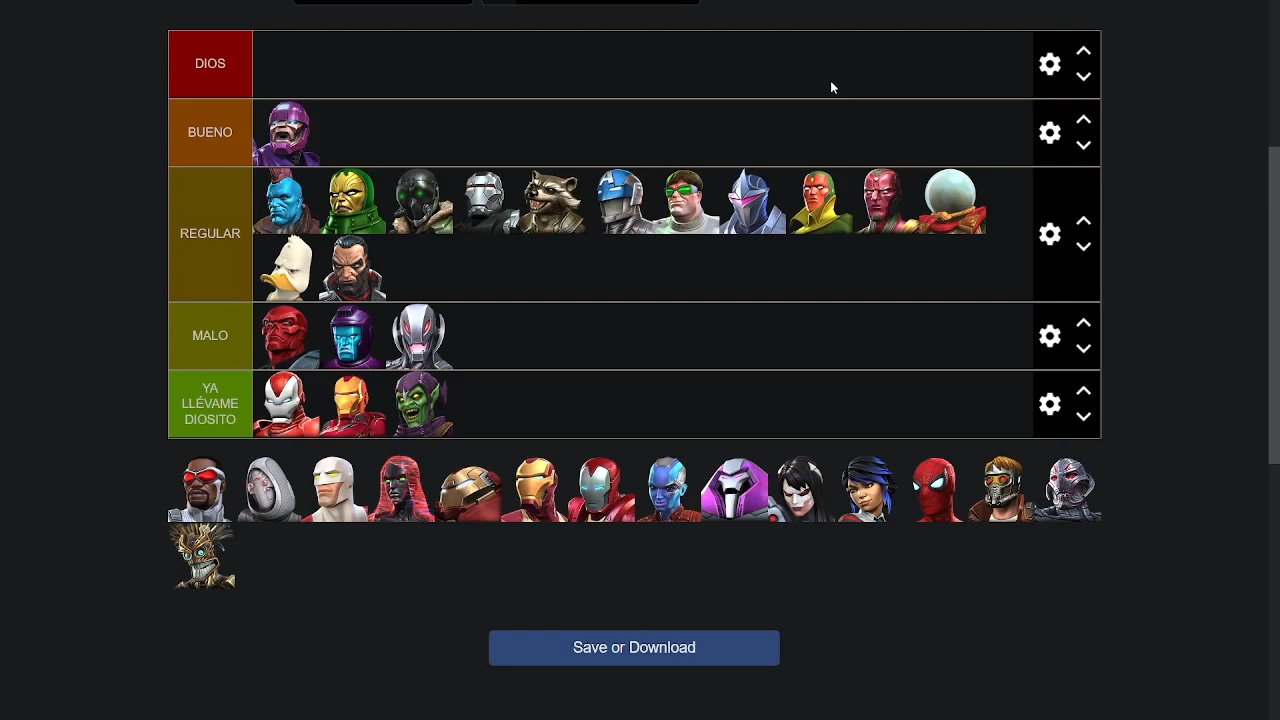 DIOS
BUENO
REGULAR
MALO
YA
LLÉVAME
DIOSITO
Save or Download